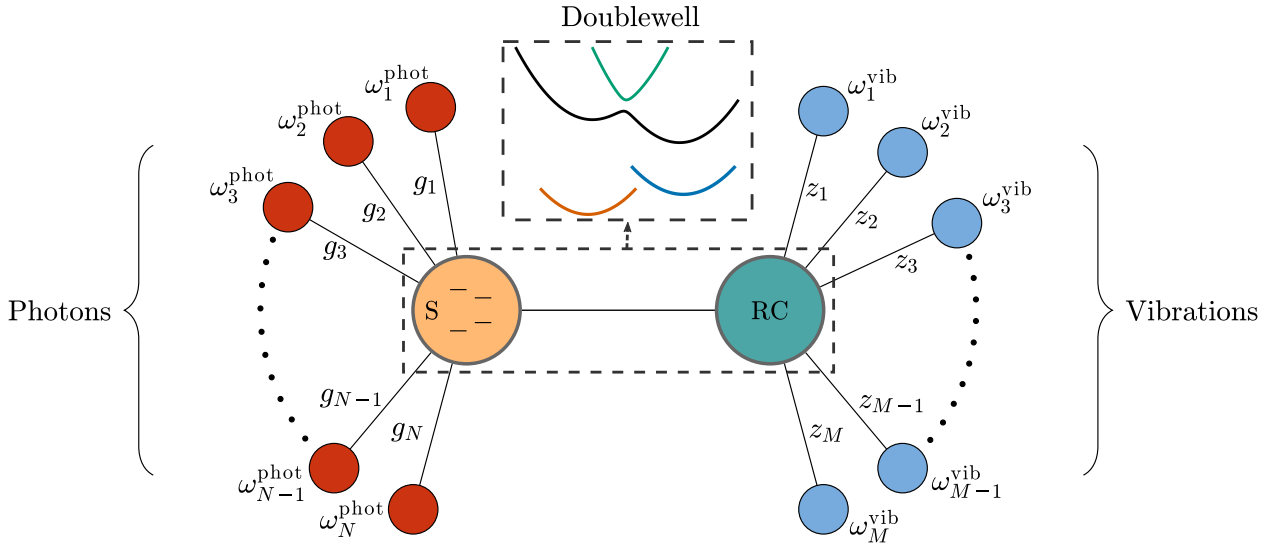 Doublewell
ω₁^phot
ω₂^phot
ω₃^phot
g₁
g₂
g₃
ω₁^vib
ω₂^vib
ω₃^vib
z₁
z₂
z₃
Photons
S
RC
Vibrations
g_{N−1}
g_N
ω_{N−1}^phot
ω_N^phot
z_{M−1}
z_M
ω_{M−1}^vib
ω_M^vib